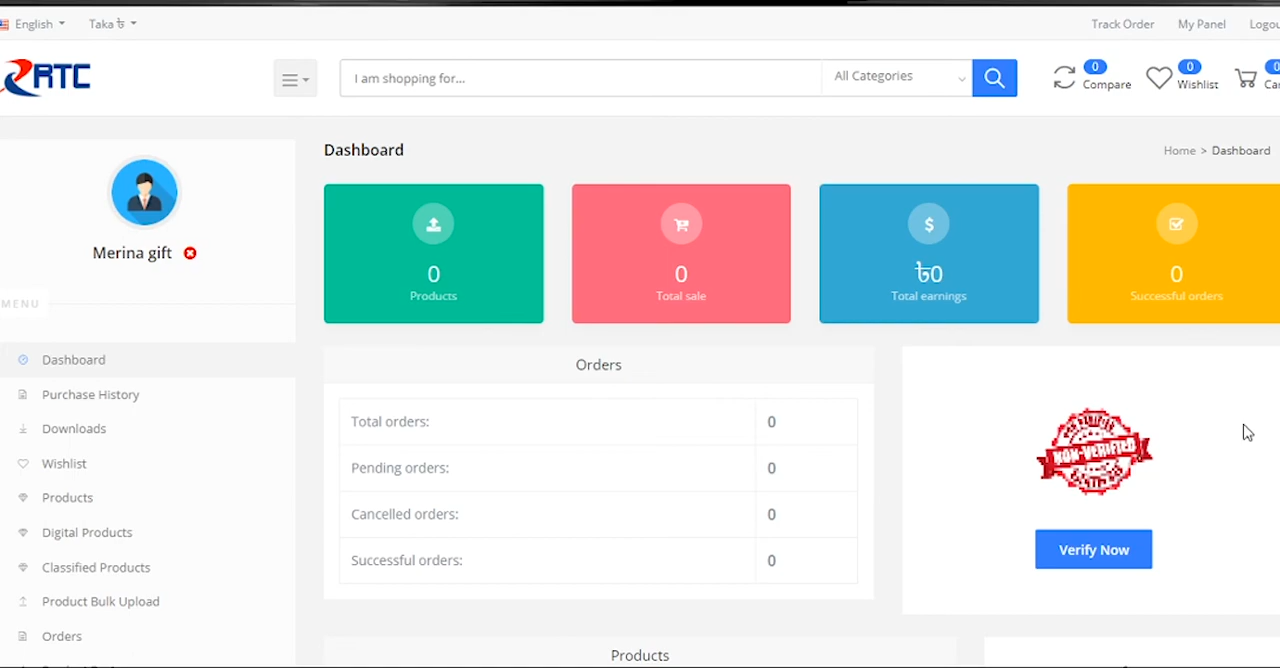 English
Taka ৳
Track Order
My Panel
RTC
I am shopping for...
All Categories
0
Compare
0
Wishlist
0
Dashboard
Home > Dashboard
Merina gift
MENU
0
Products
0
Total sale
৳0
Total earnings
0
Successful orders
Dashboard
Purchase History
Downloads
Wishlist
Products
Digital Products
Classified Products
Product Bulk Upload
Orders
Orders
Total orders: 0
Pending orders: 0
Cancelled orders: 0
Successful orders: 0
NON-VERIFIED
Verify Now
Products